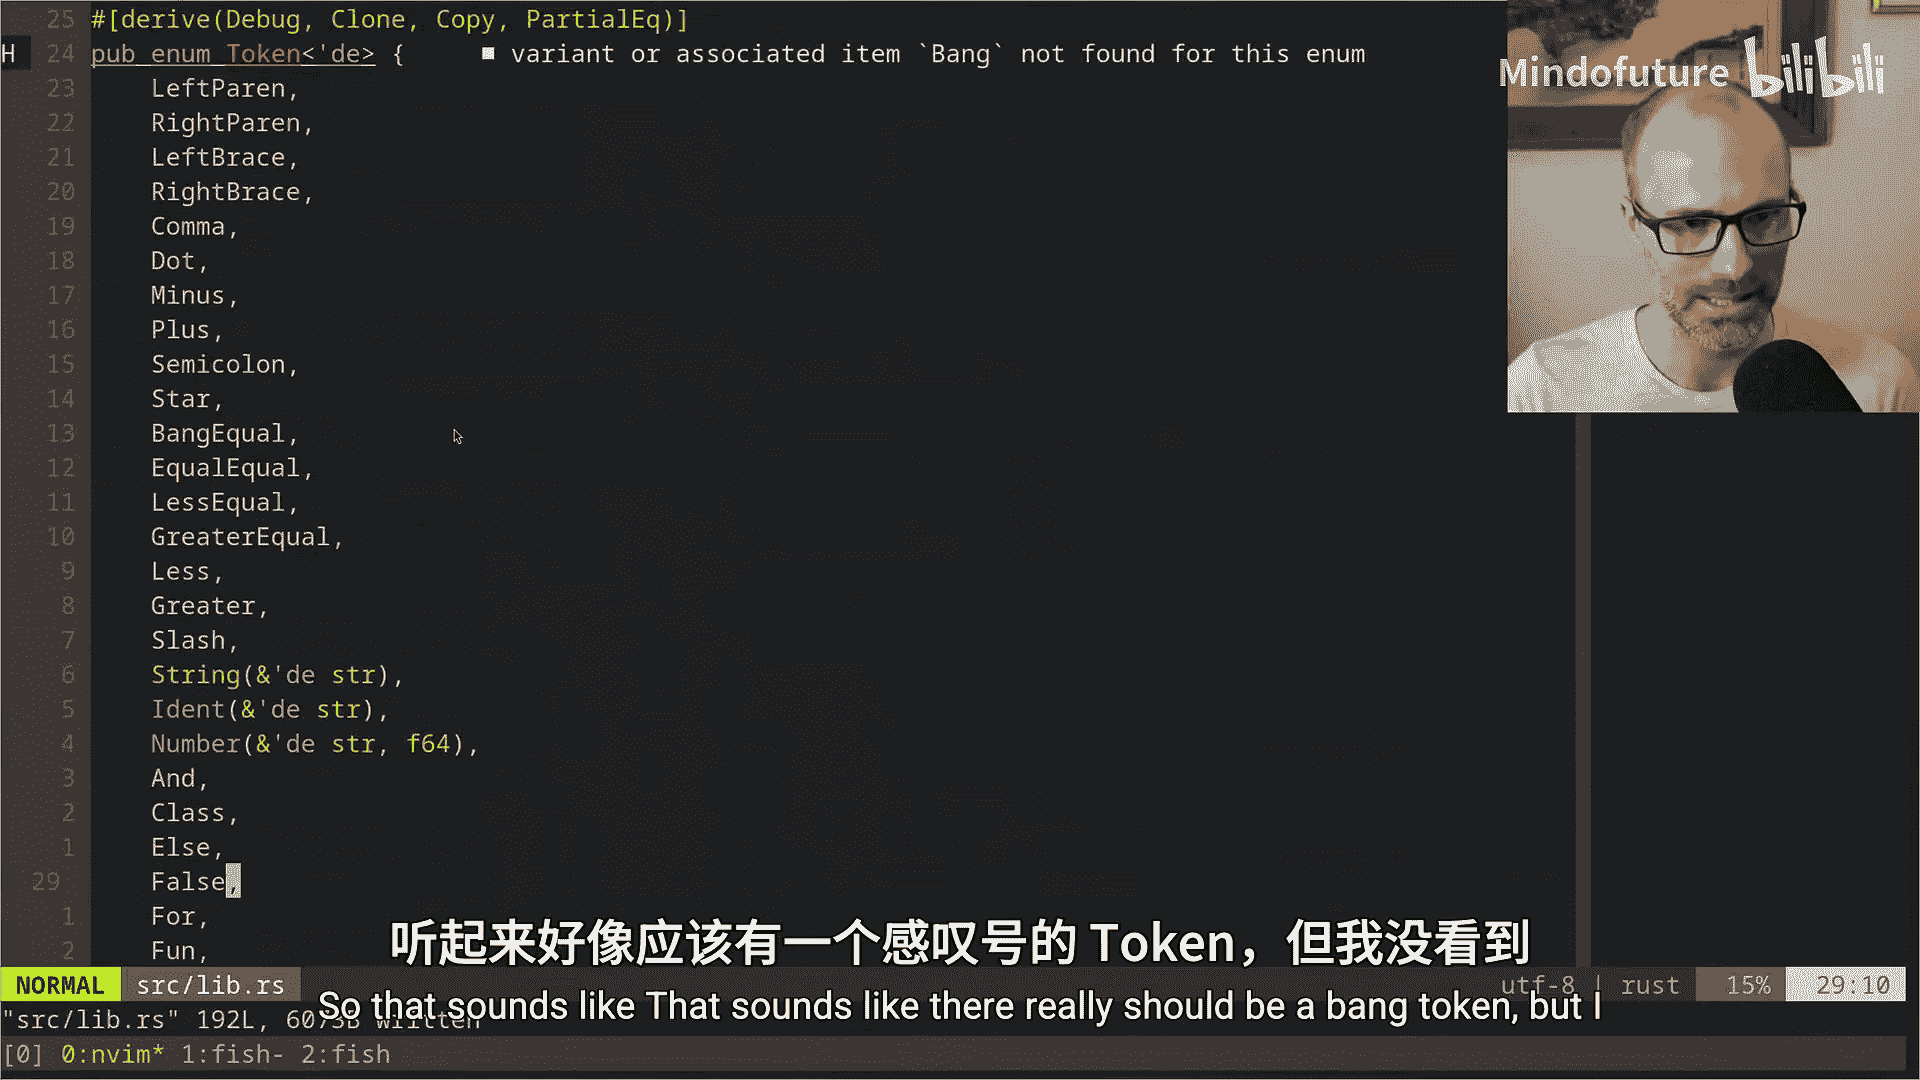 25 #[derive(Debug, Clone, Copy, PartialEq)]
H 24 pub enum Token<'de> { ■ variant or associated item `Bang` not found for this enum
Mindofuture bilibili
23 LeftParen,
22 RightParen,
21 LeftBrace,
20 RightBrace,
19 Comma,
18 Dot,
17 Minus,
16 Plus,
15 Semicolon,
14 Star,
13 BangEqual,
12 EqualEqual,
11 LessEqual,
10 GreaterEqual,
9 Less,
8 Greater,
7 Slash,
6 String(&'de str),
5 Ident(&'de str),
4 Number(&'de str, f64),
3 And,
2 Class,
1 Else,
29 False,
1 For,
2 Fun,
听起来好像应该有一个感叹号的 Token，但我没看到
NORMAL src/lib.rs utf-8 | rust 15% 29:10
So that sounds like That sounds like there really should be a bang token, but I
"src/lib.rs" 192L, 6073B written
[0] 0:nvim* 1:fish- 2:fish